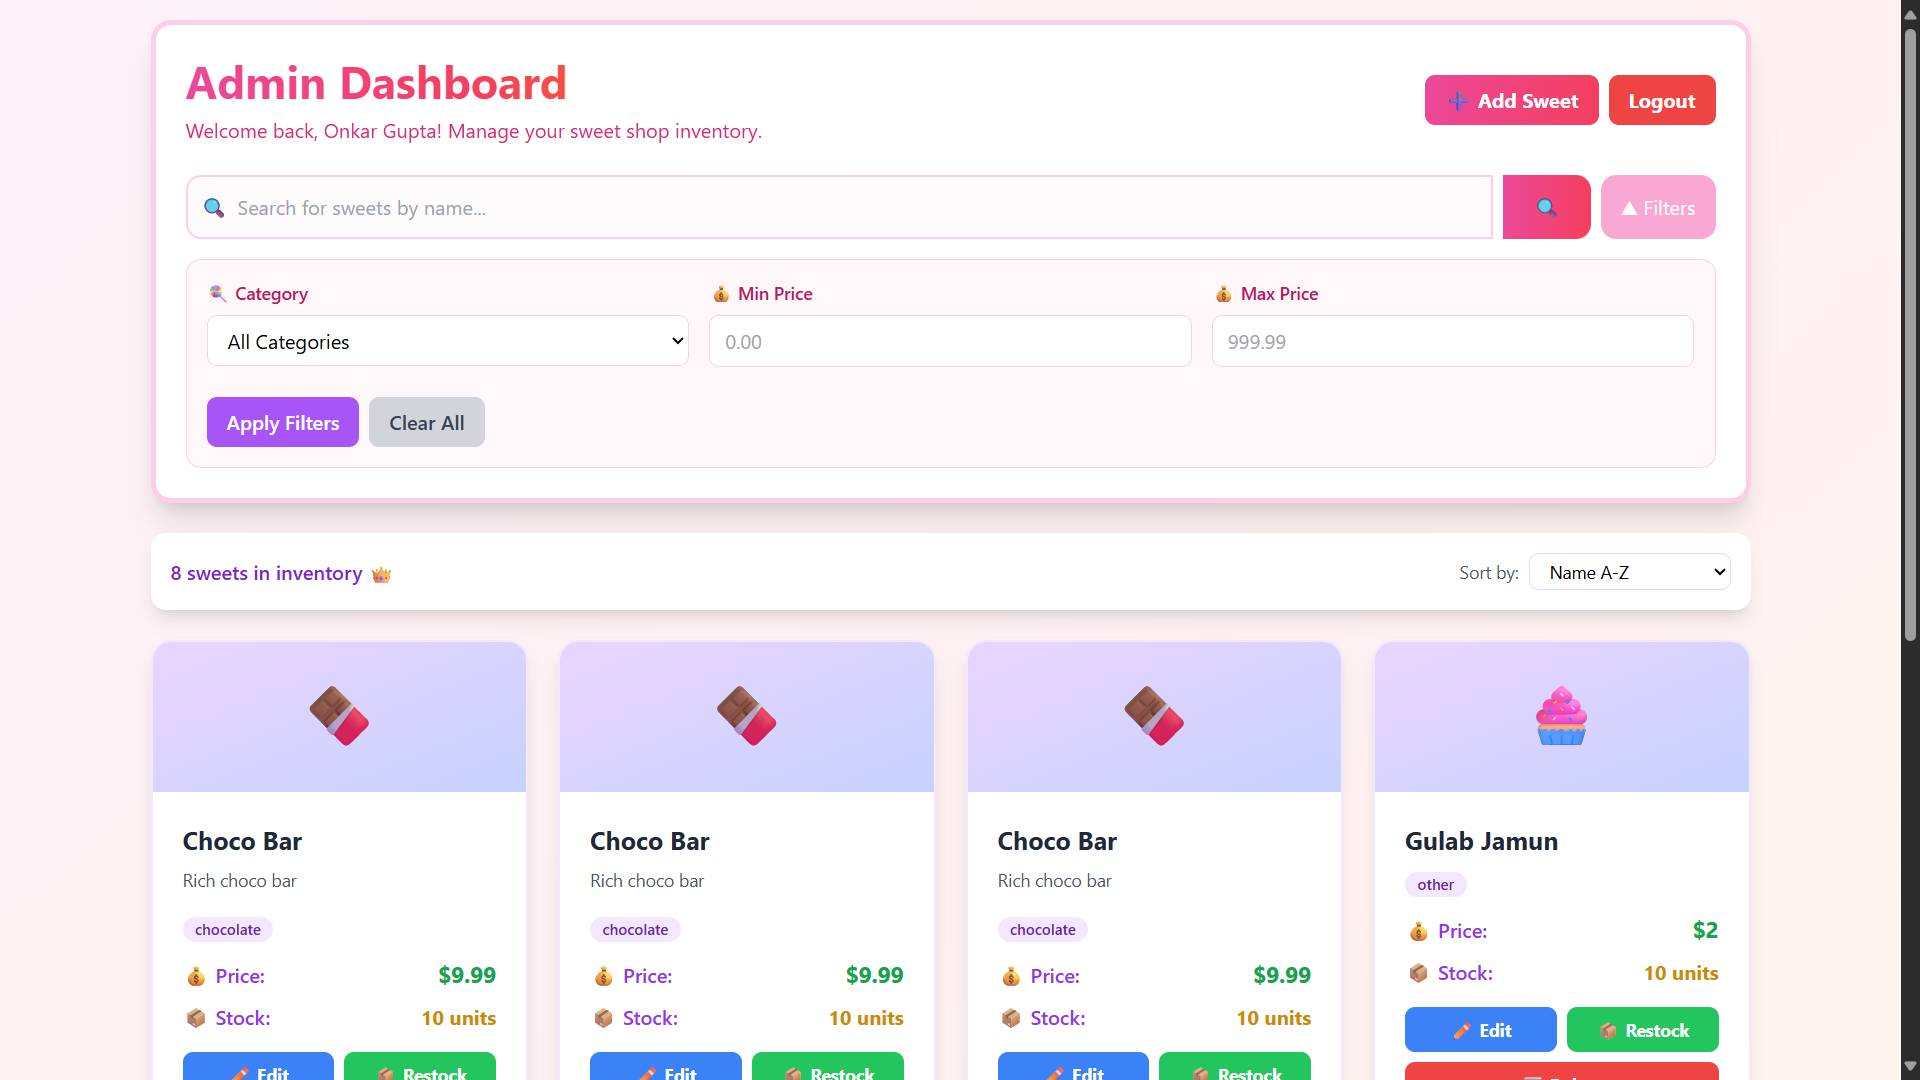 Admin Dashboard
Welcome back, Onkar Gupta! Manage your sweet shop inventory.
➕ Add Sweet
Logout
🔍 Search for sweets by name...
🔍
▲ Filters
🍭 Category
💰 Min Price
💰 Max Price
All Categories
0.00
999.99
Apply Filters
Clear All
8 sweets in inventory 👑
Sort by: Name A-Z
Choco Bar
Rich choco bar
chocolate
💰 Price: $9.99
📦 Stock: 10 units
✏️ Edit
📦 Restock
Choco Bar
Rich choco bar
chocolate
💰 Price: $9.99
📦 Stock: 10 units
✏️ Edit
📦 Restock
Choco Bar
Rich choco bar
chocolate
💰 Price: $9.99
📦 Stock: 10 units
✏️ Edit
📦 Restock
Gulab Jamun
other
💰 Price: $2
📦 Stock: 10 units
✏️ Edit
📦 Restock